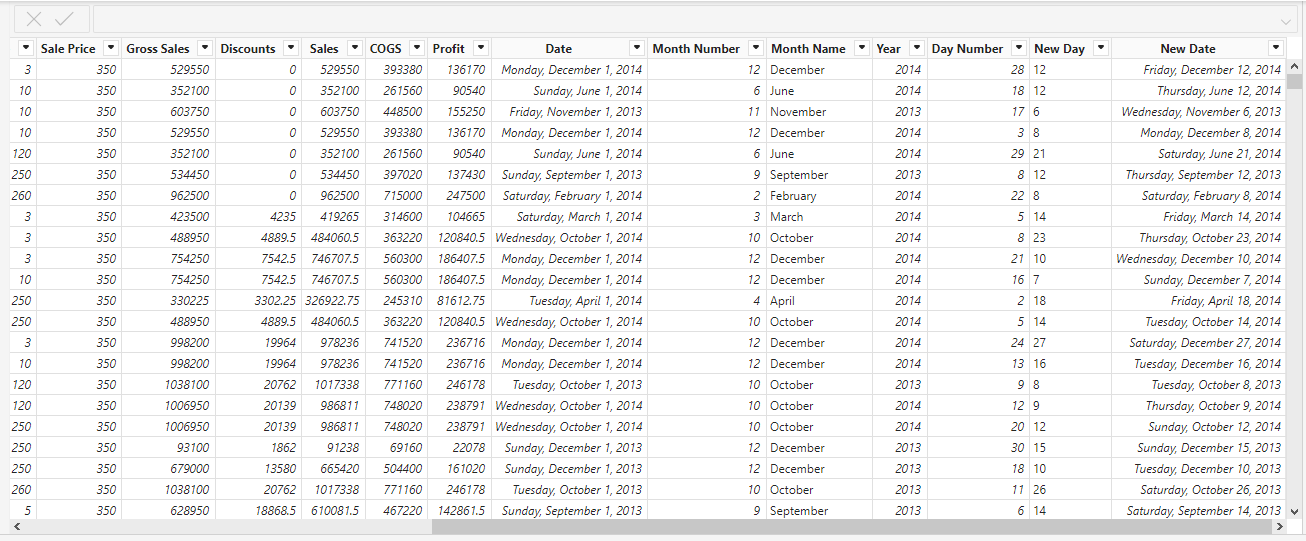 Sale Price Gross Sales Discounts Sales COGS Profit Date Month Number Month Name Year Day Number New Day New Date
3 350 529550 0 529550 393380 136170 Monday, December 1, 2014 12 December 2014 28 12 Friday, December 12, 2014
10 350 352100 0 352100 261560 90540 Sunday, June 1, 2014 6 June 2014 18 12 Thursday, June 12, 2014
10 350 603750 0 603750 448500 155250 Friday, November 1, 2013 11 November 2013 17 6 Wednesday, November 6, 2013
10 350 529550 0 529550 393380 136170 Monday, December 1, 2014 12 December 2014 3 8 Monday, December 8, 2014
120 350 352100 0 352100 261560 90540 Sunday, June 1, 2014 6 June 2014 29 21 Saturday, June 21, 2014
250 350 534450 0 534450 397020 137430 Sunday, September 1, 2013 9 September 2013 8 12 Thursday, September 12, 2013
260 350 962500 0 962500 715000 247500 Saturday, February 1, 2014 2 February 2014 22 8 Saturday, February 8, 2014
3 350 423500 4235 419265 314600 104665 Saturday, March 1, 2014 3 March 2014 5 14 Friday, March 14, 2014
3 350 488950 4889.5 484060.5 363220 120840.5 Wednesday, October 1, 2014 10 October 2014 8 23 Thursday, October 23, 2014
3 350 754250 7542.5 746707.5 560300 186407.5 Monday, December 1, 2014 12 December 2014 21 10 Wednesday, December 10, 2014
10 350 754250 7542.5 746707.5 560300 186407.5 Monday, December 1, 2014 12 December 2014 16 7 Sunday, December 7, 2014
250 350 330225 3302.25 326922.75 245310 81612.75 Tuesday, April 1, 2014 4 April 2014 2 18 Friday, April 18, 2014
250 350 488950 4889.5 484060.5 363220 120840.5 Wednesday, October 1, 2014 10 October 2014 5 14 Tuesday, October 14, 2014
3 350 998200 19964 978236 741520 236716 Monday, December 1, 2014 12 December 2014 24 27 Saturday, December 27, 2014
10 350 998200 19964 978236 741520 236716 Monday, December 1, 2014 12 December 2014 13 16 Tuesday, December 16, 2014
120 350 1038100 20762 1017338 771160 246178 Tuesday, October 1, 2013 10 October 2013 9 8 Tuesday, October 8, 2013
120 350 1006950 20139 986811 748020 238791 Wednesday, October 1, 2014 10 October 2014 12 9 Thursday, October 9, 2014
250 350 1006950 20139 986811 748020 238791 Wednesday, October 1, 2014 10 October 2014 20 12 Sunday, October 12, 2014
250 350 93100 1862 91238 69160 22078 Sunday, December 1, 2013 12 December 2013 30 15 Sunday, December 15, 2013
250 350 679000 13580 665420 504400 161020 Sunday, December 1, 2013 12 December 2013 18 10 Tuesday, December 10, 2013
260 350 1038100 20762 1017338 771160 246178 Tuesday, October 1, 2013 10 October 2013 11 26 Saturday, October 26, 2013
5 350 628950 18868.5 610081.5 467220 142861.5 Sunday, September 1, 2013 9 September 2013 6 14 Saturday, September 14, 2013